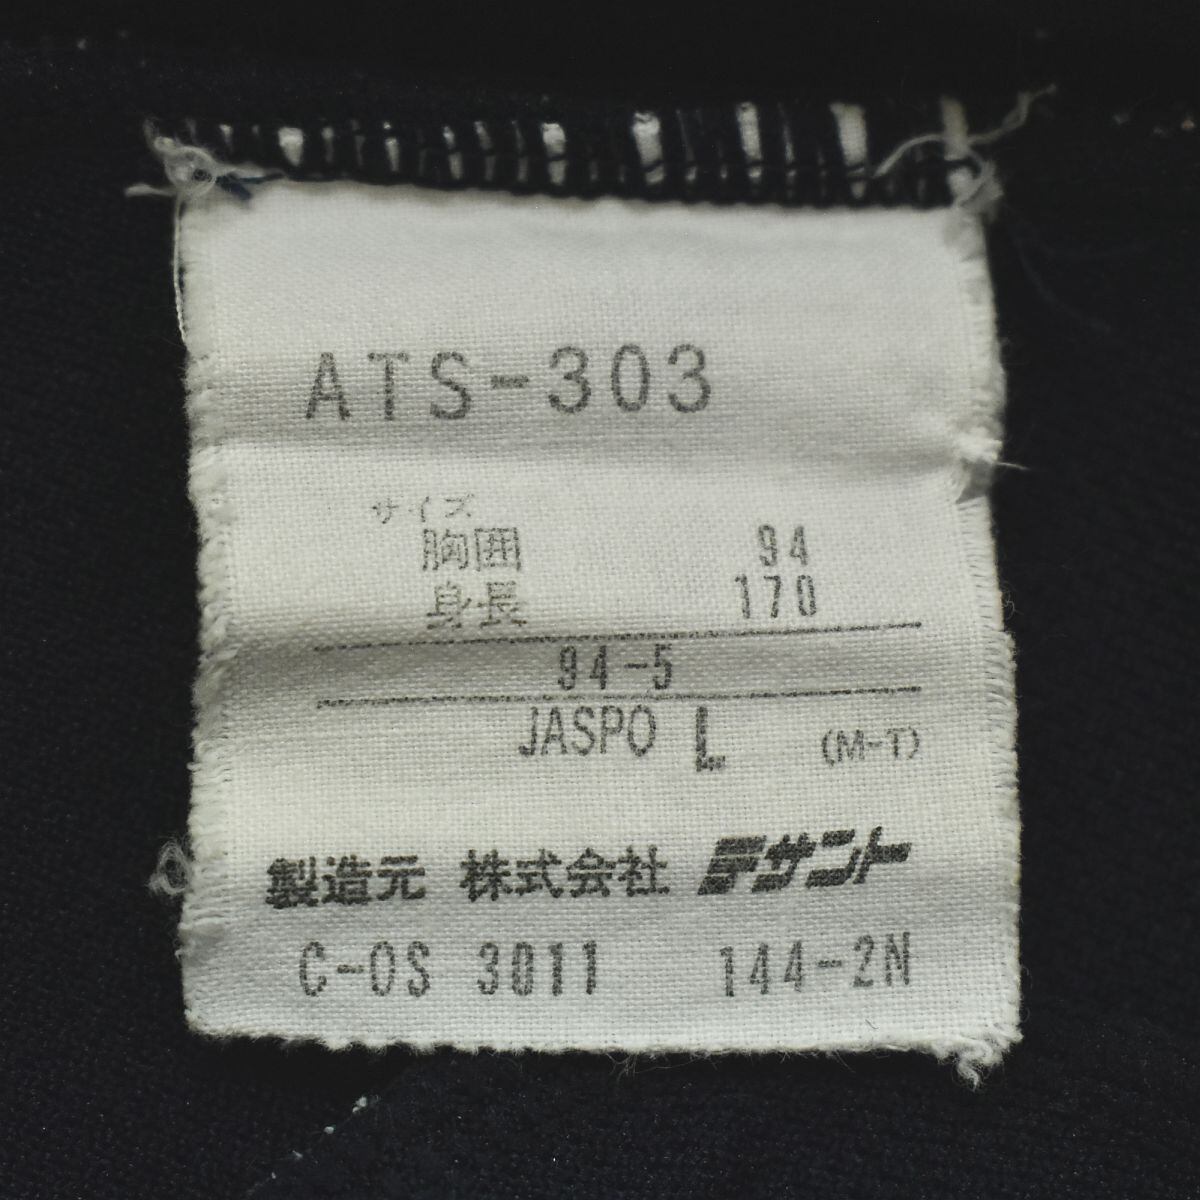 ATS-303
サイズ
胸囲 94
身長 170
94-5
JASPO L (M-T)
製造元 株式会社 デサント
C-OS 3011 144-2N